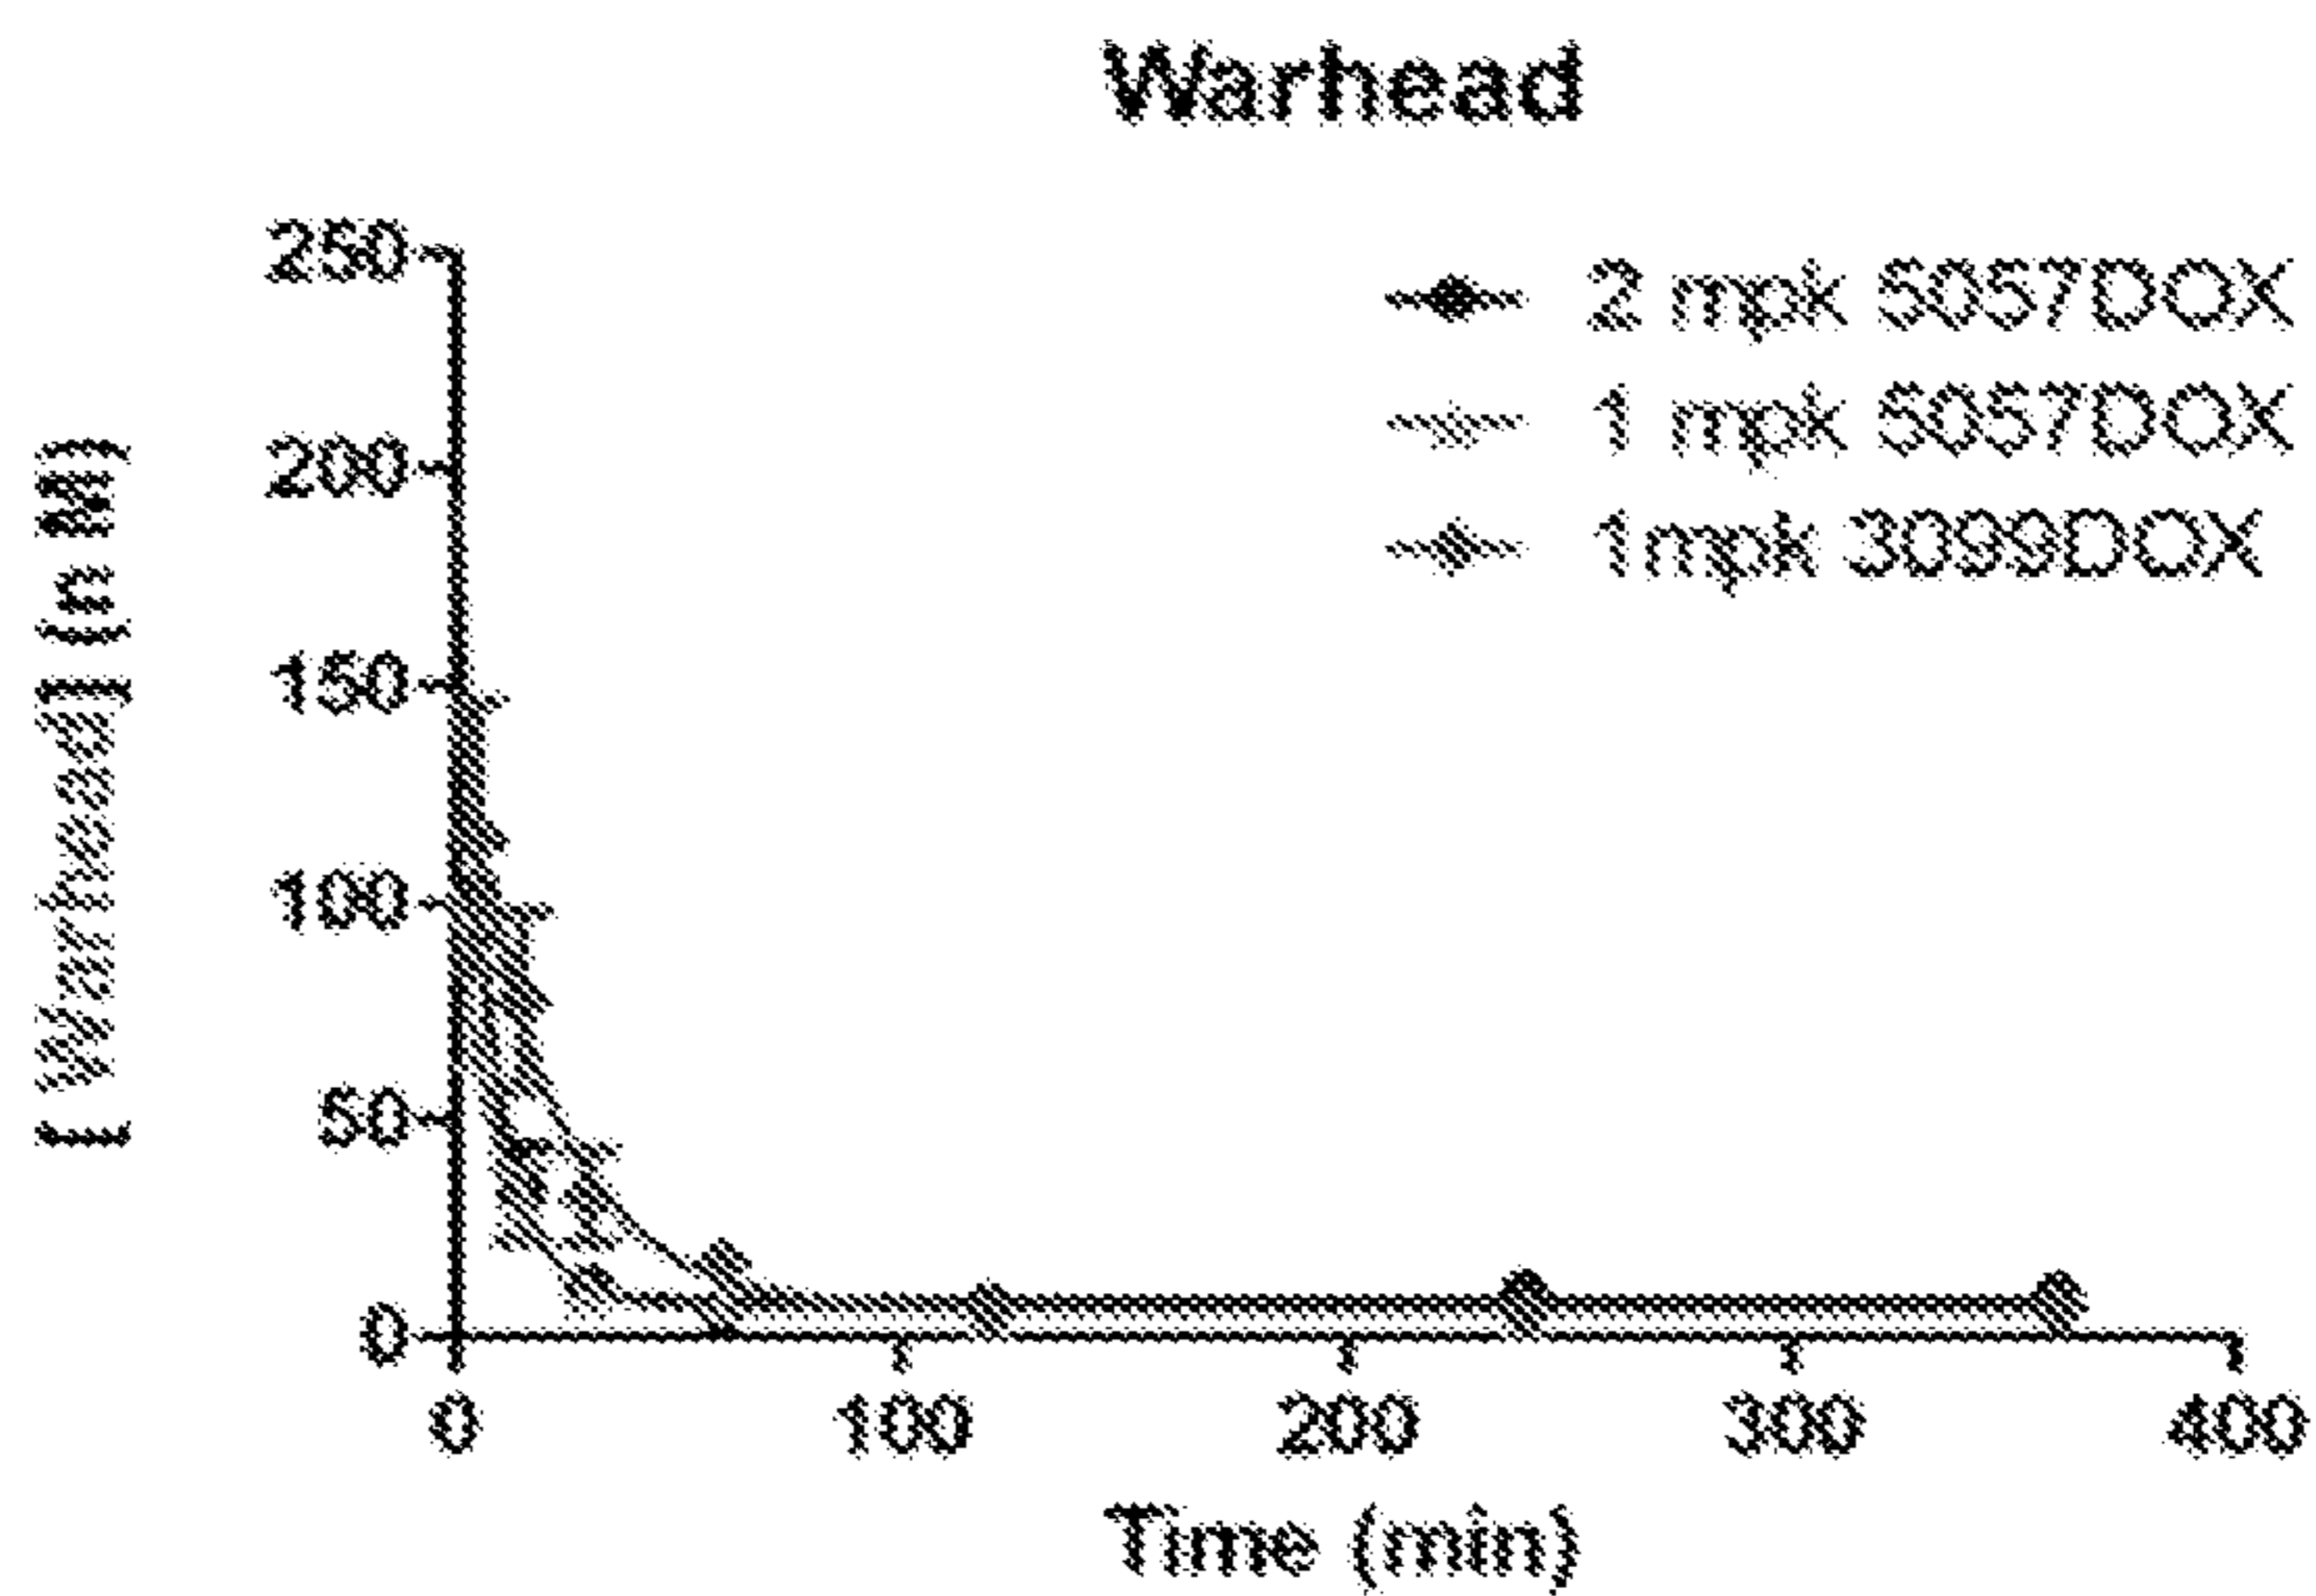 Warhead
[Warhead] (n M)
250
200
150
100
50
0
2 mpk 5057DOX
1 mpk 5057DOX
1mpk 3099DOX
0 100 200 300 400
Time (min)